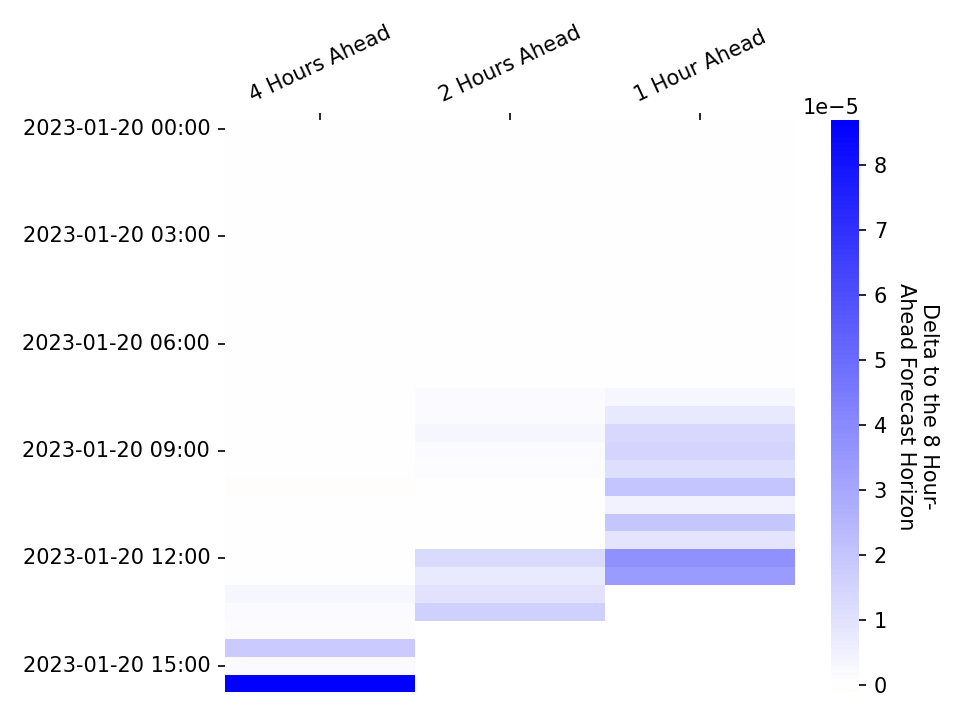 4 Hours Ahead
2 Hours Ahead
1 Hour Ahead
1e−5
2023-01-20 00:00
2023-01-20 03:00
2023-01-20 06:00
2023-01-20 09:00
2023-01-20 12:00
2023-01-20 15:00
8
7
6
5
4
3
2
1
0
Delta to the 8 Hour-
Ahead Forecast Horizon